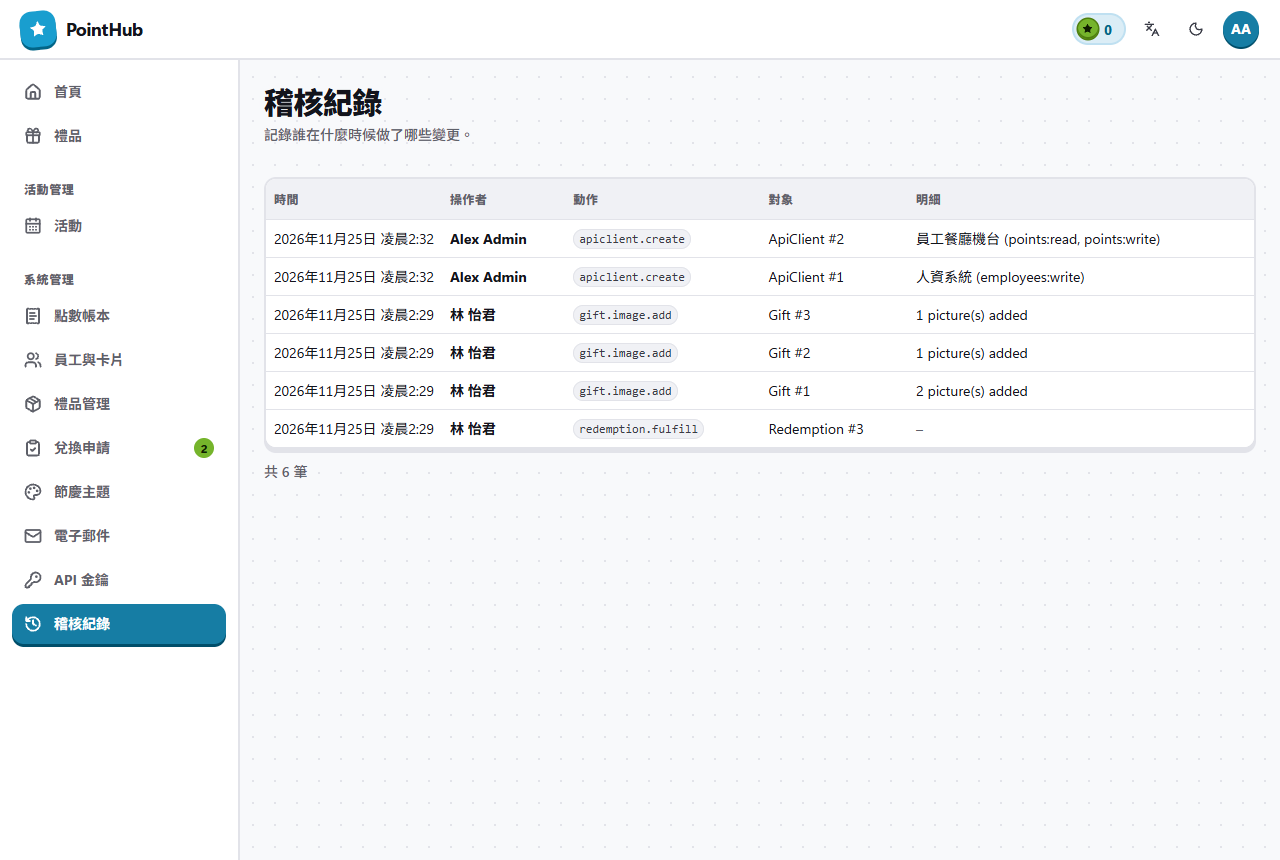 PointHub
0
AA
首頁
禮品
活動管理
活動
系統管理
點數帳本
員工與卡片
禮品管理
兌換申請 2
節慶主題
電子郵件
API 金鑰
稽核紀錄
稽核紀錄
記錄誰在什麼時候做了哪些變更。
時間 操作者 動作 對象 明細
2026年11月25日 凌晨2:32 Alex Admin apiclient.create ApiClient #2 員工餐廳機台 (points:read, points:write)
2026年11月25日 凌晨2:32 Alex Admin apiclient.create ApiClient #1 人資系統 (employees:write)
2026年11月25日 凌晨2:29 林 怡君 gift.image.add Gift #3 1 picture(s) added
2026年11月25日 凌晨2:29 林 怡君 gift.image.add Gift #2 1 picture(s) added
2026年11月25日 凌晨2:29 林 怡君 gift.image.add Gift #1 2 picture(s) added
2026年11月25日 凌晨2:29 林 怡君 redemption.fulfill Redemption #3 –
共 6 筆